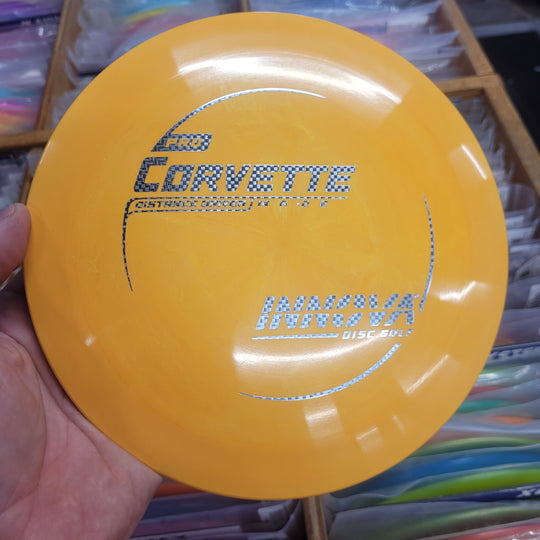 PRO
CORVETTE
DISTANCE DRIVER
INNOVA
DISC GOLF